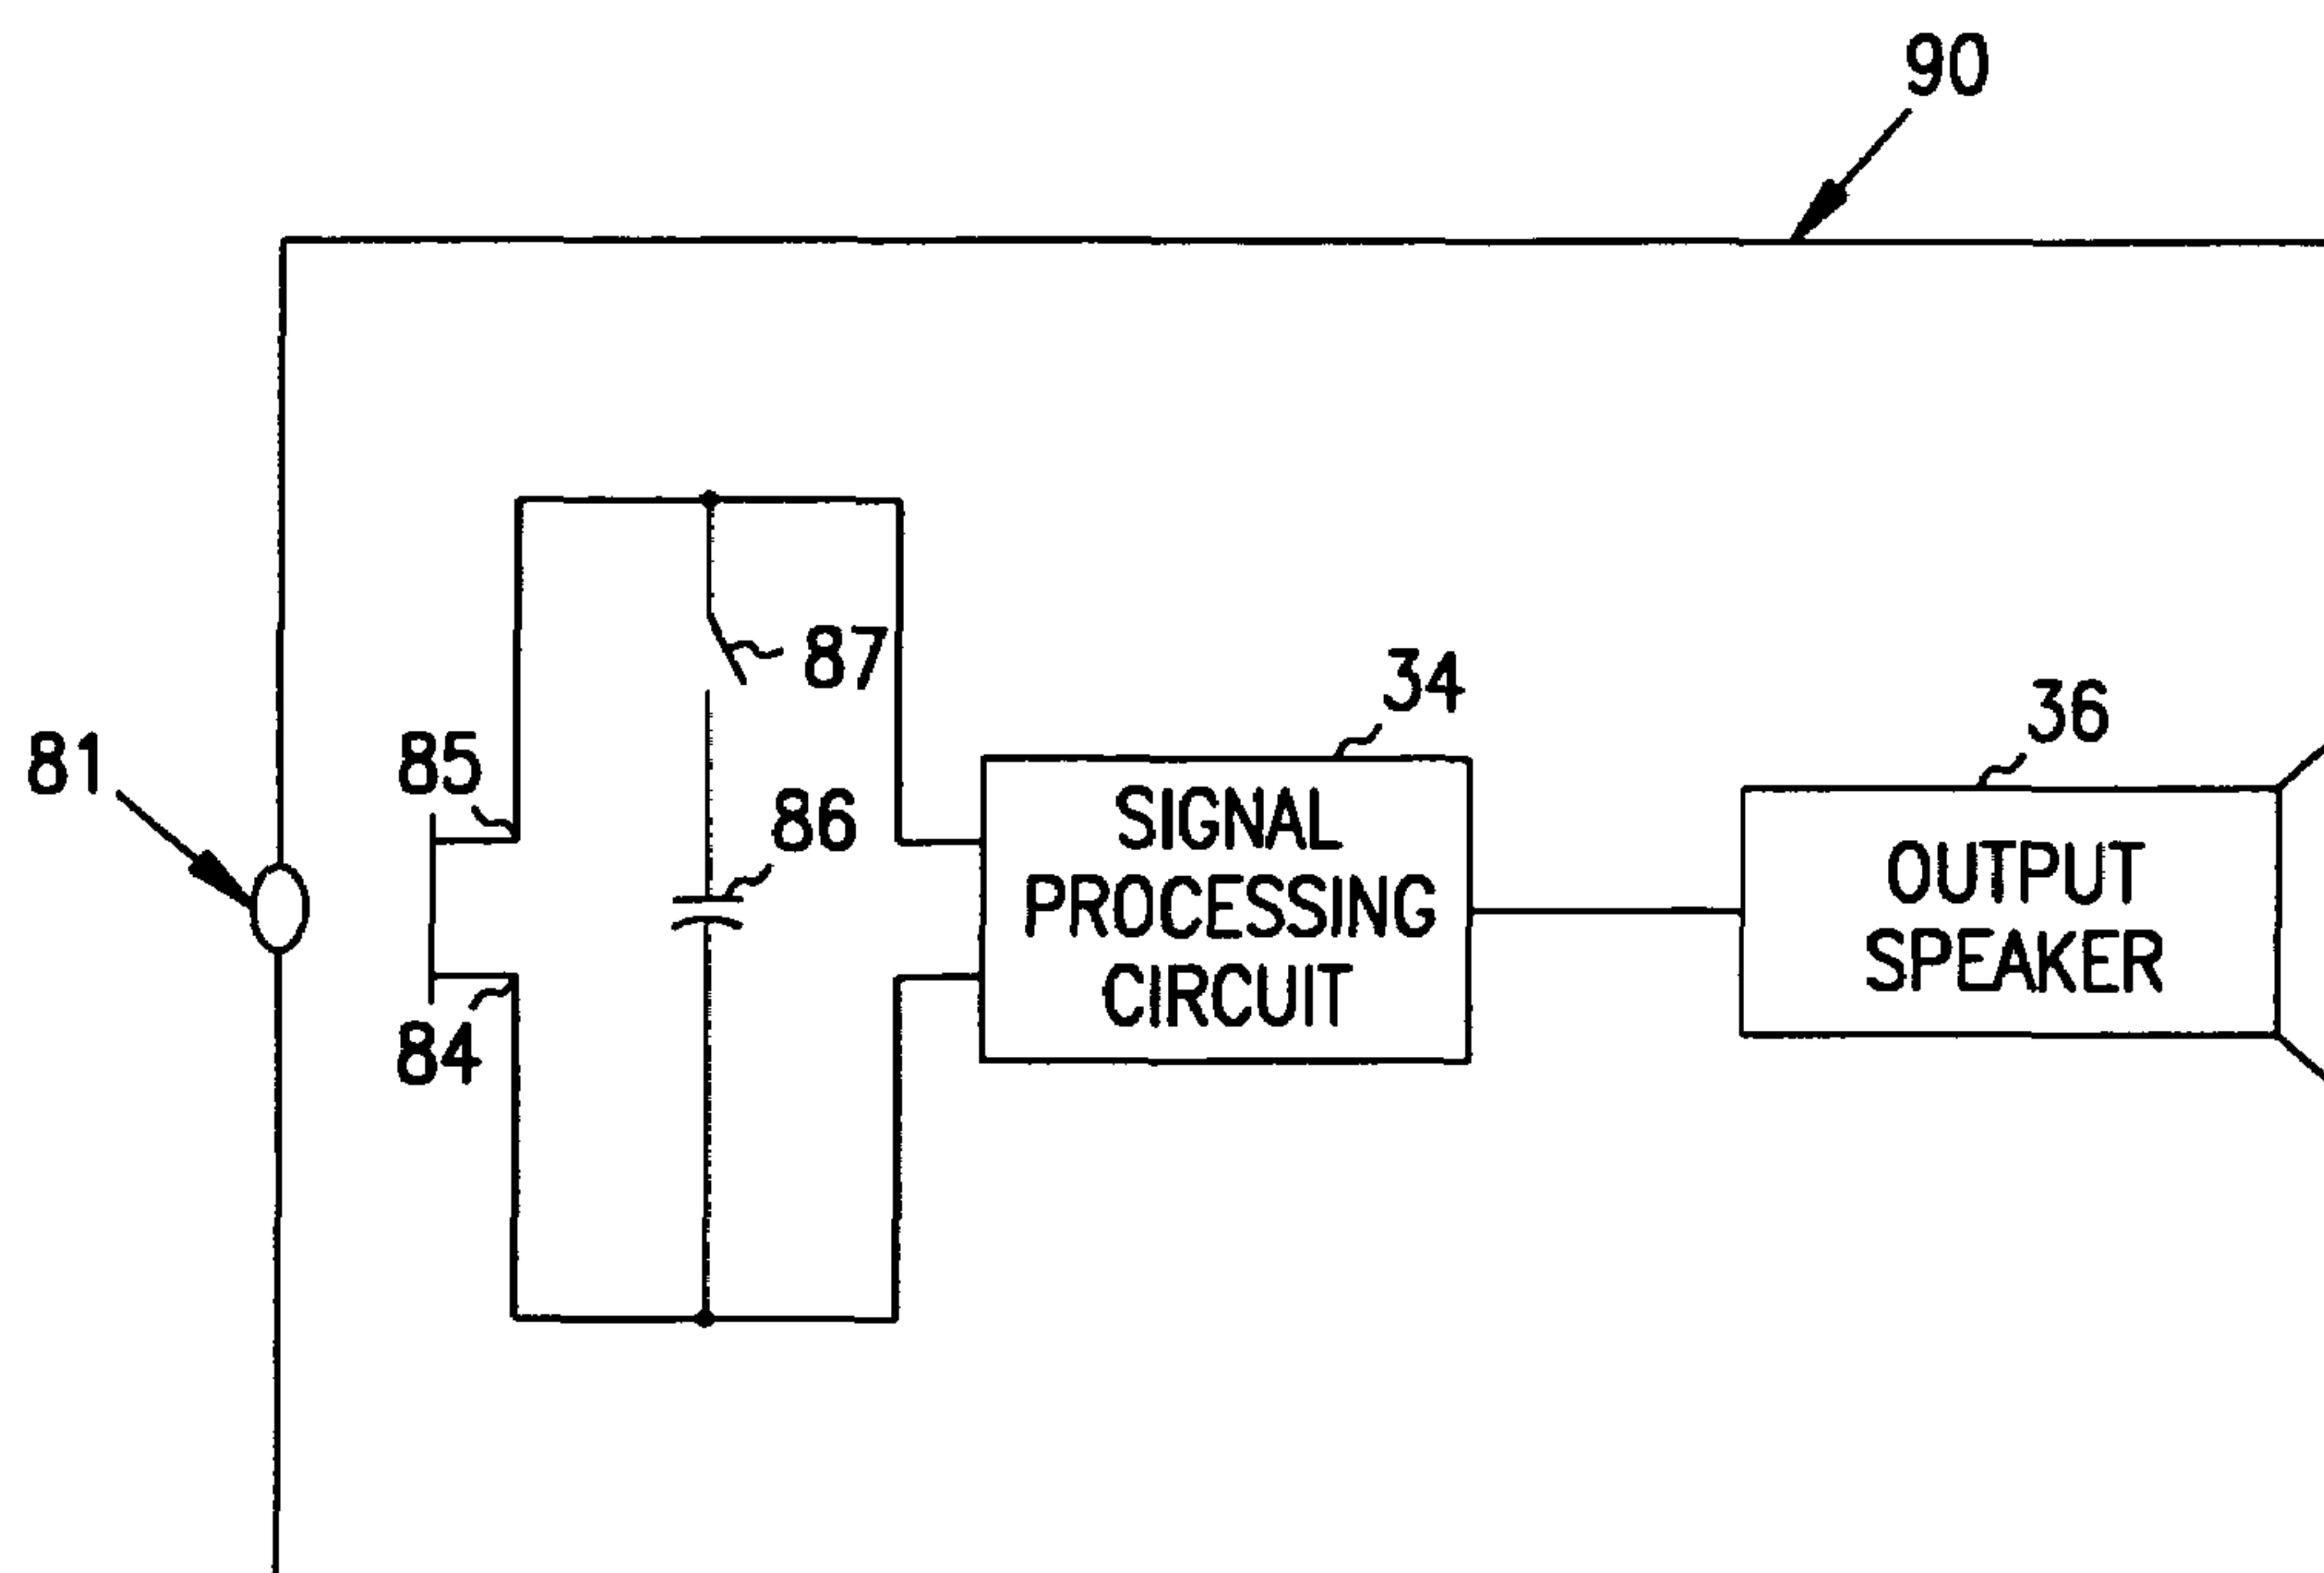 90
87
34
36
81
85
86
SIGNAL
PROCESSING
CIRCUIT
OUTPUT
SPEAKER
84